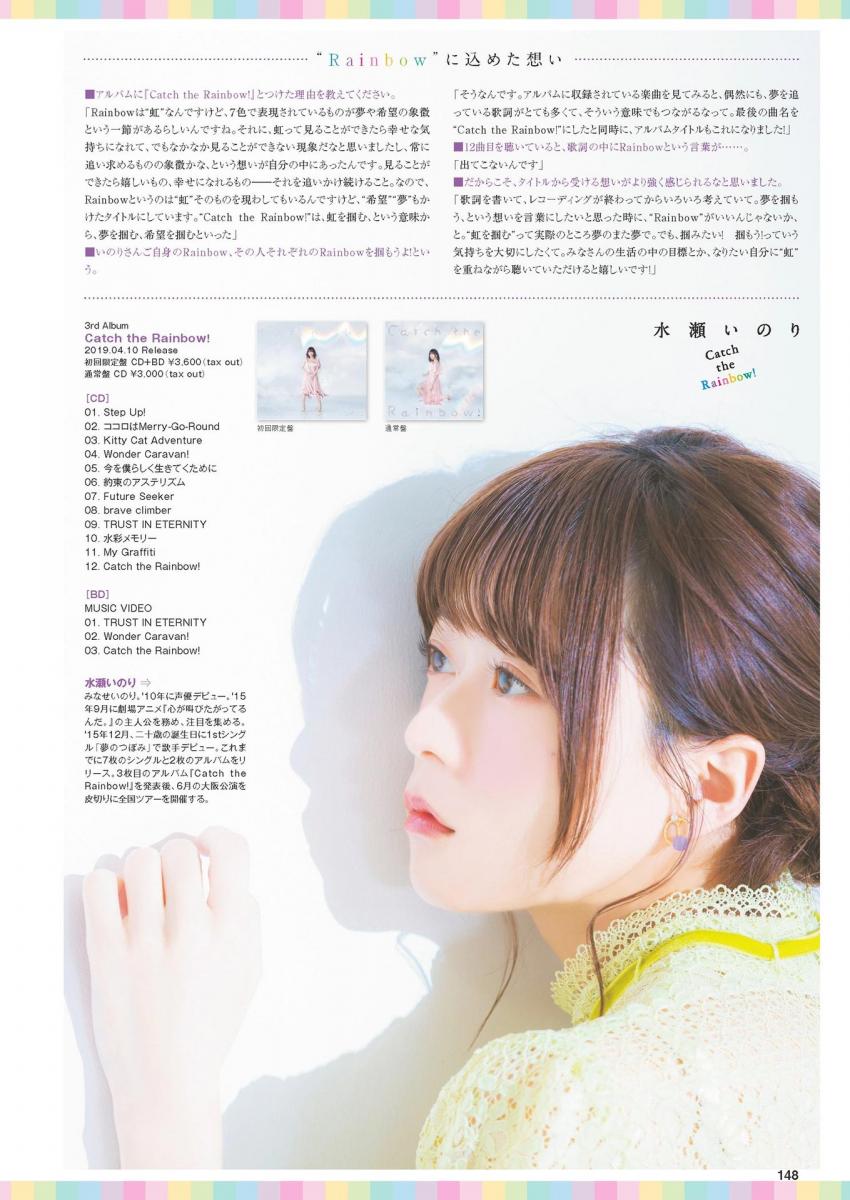 “Rainbow”に込めた想い
■アルバムに『Catch the Rainbow!』とつけた理由を教えてください。
「Rainbowは“虹”なんですけど、7色で表現されているものが夢や希望の象徴
という一節があるらしいんですね。それに、虹って見ることができたら幸せな気
持ちになれて、でもなかなか見ることができない現象だなと思いましたし、常に
追い求めるものの象徴かな、という想いが自分の中にあったんです。見ることが
できたら嬉しいもの、幸せになれるもの——それを追いかけ続けること。なので、
Rainbowというのは“虹”そのものを現わしてもいるんですけど、“希望”“夢”もか
けたタイトルにしています。“Catch the Rainbow!”は、虹を掴む、という意味か
ら、夢を掴む、希望を掴むといった」
■いのりさんご自身のRainbow、その人それぞれのRainbowを掴もうよ!とい
う。
「そうなんです。アルバムに収録されている楽曲を見てみると、偶然にも、夢を追
っている歌詞がとても多くて、そういう意味でもつながるなって。最後の曲名を
“Catch the Rainbow!”にしたと同時に、アルバムタイトルもこれになりました!」
■12曲目を聴いていると、歌詞の中にRainbowという言葉が……。
「出てこないんです」
■だからこそ、タイトルから受ける想いがより強く感じられるなと思いました。
「歌詞を書いて、レコーディングが終わってからいろいろ考えていて。夢を掴も
う、という想いを言葉にしたいと思った時に、“Rainbow”がいいんじゃないか、
と。“虹を掴む”って実際のところ夢のまた夢で。でも、掴みたい! 掴もう!っていう
気持ちを大切にしたくて。みなさんの生活の中の目標とか、なりたい自分に“虹”
を重ねながら聴いていただけると嬉しいです!」
3rd Album
Catch the Rainbow!
2019.04.10 Release
初回限定盤 CD+BD ¥3,600(tax out)
通常盤 CD ¥3,000(tax out)
[CD]
01. Step Up!
02. ココロはMerry-Go-Round
03. Kitty Cat Adventure
04. Wonder Caravan!
05. 今を僕らしく生きてくために
06. 約束のアステリズム
07. Future Seeker
08. brave climber
09. TRUST IN ETERNITY
10. 水彩メモリー
11. My Graffiti
12. Catch the Rainbow!
[BD]
MUSIC VIDEO
01. TRUST IN ETERNITY
02. Wonder Caravan!
03. Catch the Rainbow!
水瀬いのり ⇨
みなせいのり。'10年に声優デビュー。'15
年9月に劇場アニメ『心が叫びたがってる
んだ。』の主人公を務め、注目を集める。
'15年12月、二十歳の誕生日に1stシング
ル「夢のつぼみ」で歌手デビュー。これま
でに7枚のシングルと2枚のアルバムをリ
リース。3枚目のアルバム『Catch the
Rainbow!』を発表後、6月の大阪公演を
皮切りに全国ツアーを開催する。
初回限定盤
Catch the
Rainbow!
通常盤
水瀬いのり
Catch
the
Rainbow!
148